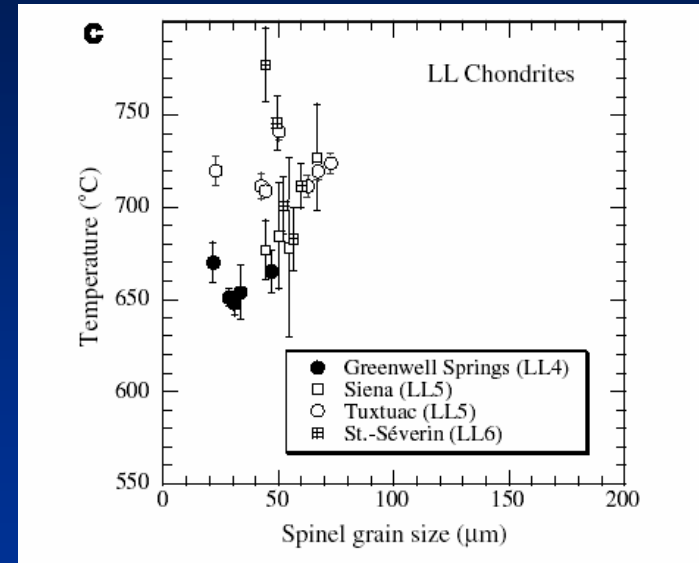 C
LL Chondrites
Temperature (°C)
750
700
650
600
550
Greenwell Springs (LL4)
Siena (LL5)
Tuxtuac (LL5)
St.-Séverin (LL6)
0 50 100 150 200
Spinel grain size (μm)